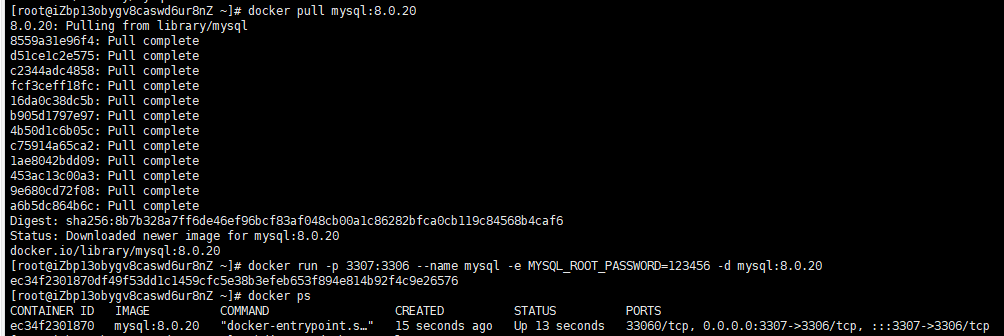 [root@iZbp13obygv8caswd6ur8nZ ~]# docker pull mysql:8.0.20
8.0.20: Pulling from library/mysql
8559a31e96f4: Pull complete
d51ce1c2e575: Pull complete
c2344adc4858: Pull complete
fcf3ceff18fc: Pull complete
16da0c38dc5b: Pull complete
b905d1797e97: Pull complete
4b50d1c6b05c: Pull complete
c75914a65ca2: Pull complete
1ae8042bdd09: Pull complete
453ac13c00a3: Pull complete
9e680cd72f08: Pull complete
a6b5dc864b6c: Pull complete
Digest: sha256:8b7b328a7ff6de46ef96bcf83af048cb00a1c86282bfca0cb119c84568b4caf6
Status: Downloaded newer image for mysql:8.0.20
docker.io/library/mysql:8.0.20
[root@iZbp13obygv8caswd6ur8nZ ~]# docker run -p 3307:3306 --name mysql -e MYSQL_ROOT_PASSWORD=123456 -d mysql:8.0.20
ec34f2301870df49f53dd1c1459cfc5e38b3efeb653f894e814b92f4c9e26576
[root@iZbp13obygv8caswd6ur8nZ ~]# docker ps
CONTAINER ID   IMAGE          COMMAND                  CREATED          STATUS          PORTS
ec34f2301870   mysql:8.0.20   "docker-entrypoint.s…"   15 seconds ago   Up 13 seconds   33060/tcp, 0.0.0.0:3307->3306/tcp, :::3307->3306/tcp